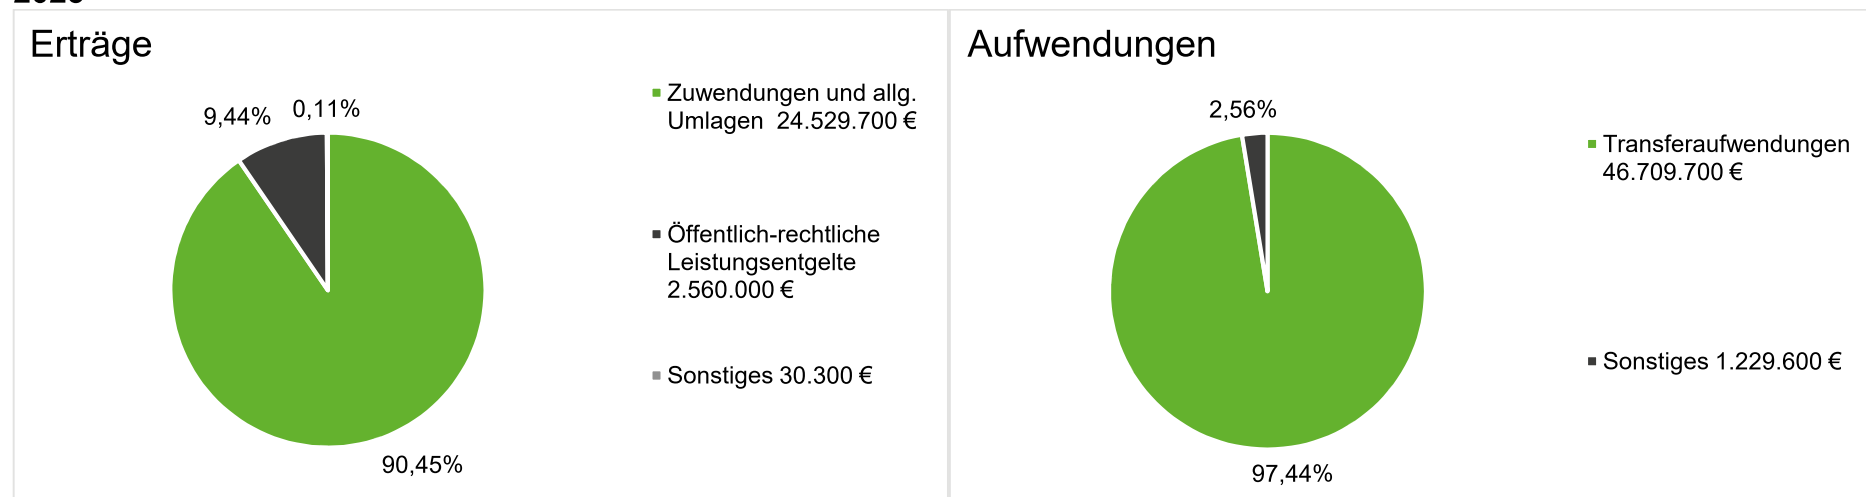 Erträge
9,44%
0,11%
90,45%
Zuwendungen und allg.
Umlagen 24.529.700 €
Öffentlich-rechtliche
Leistungsentgelte
2.560.000 €
Sonstiges 30.300 €
Aufwendungen
2,56%
97,44%
Transferaufwendungen
46.709.700 €
Sonstiges 1.229.600 €